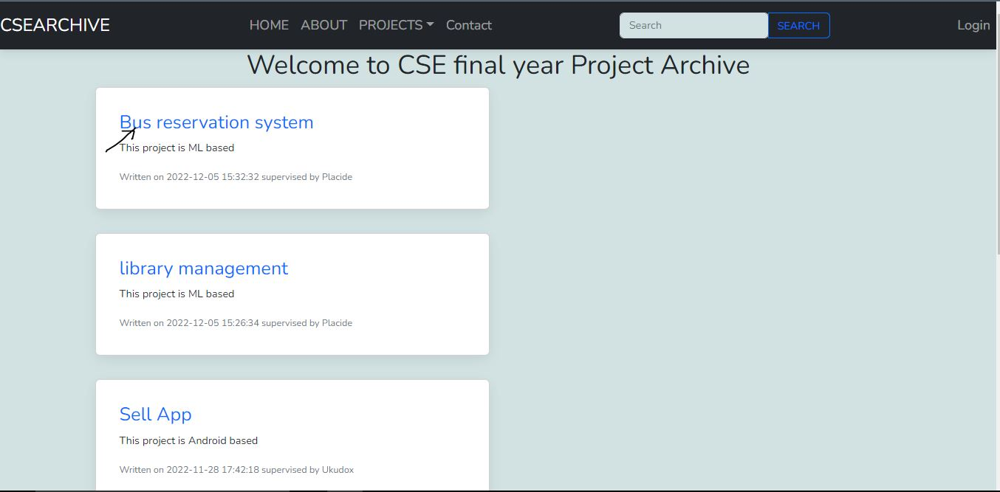 CSEARCHIVE HOME ABOUT PROJECTS Contact Search SEARCH Login
Welcome to CSE final year Project Archive
Bus reservation system
This project is ML based
Written on 2022-12-05 15:32:32 supervised by Placide
library management
This project is ML based
Written on 2022-12-05 15:26:34 supervised by Placide
Sell App
This project is Android based
Written on 2022-11-28 17:42:18 supervised by Ukudox